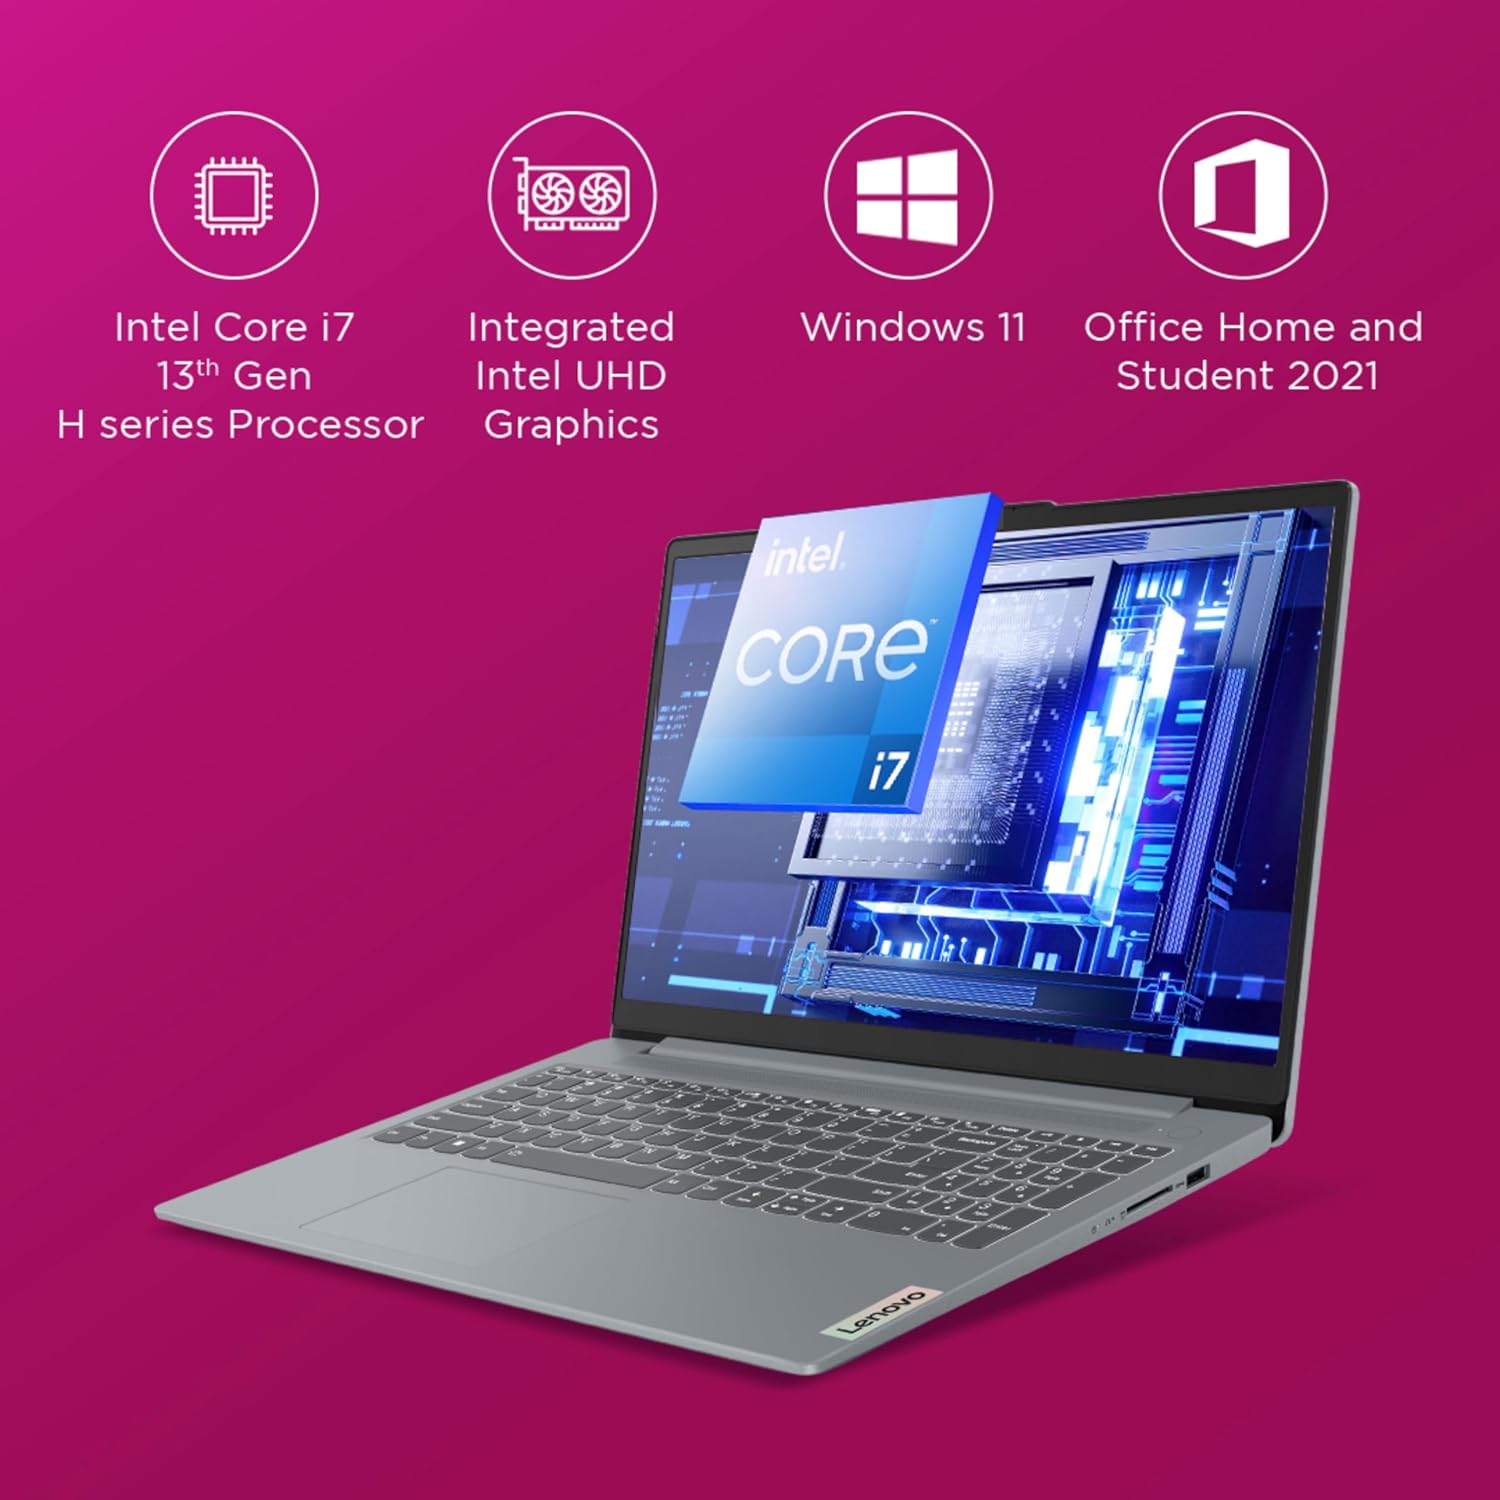 Intel Core i7
13th Gen
H series Processor
Integrated
Intel UHD
Graphics
Windows 11
Office Home and
Student 2021
intel.
CORe™
i7
Lenovo